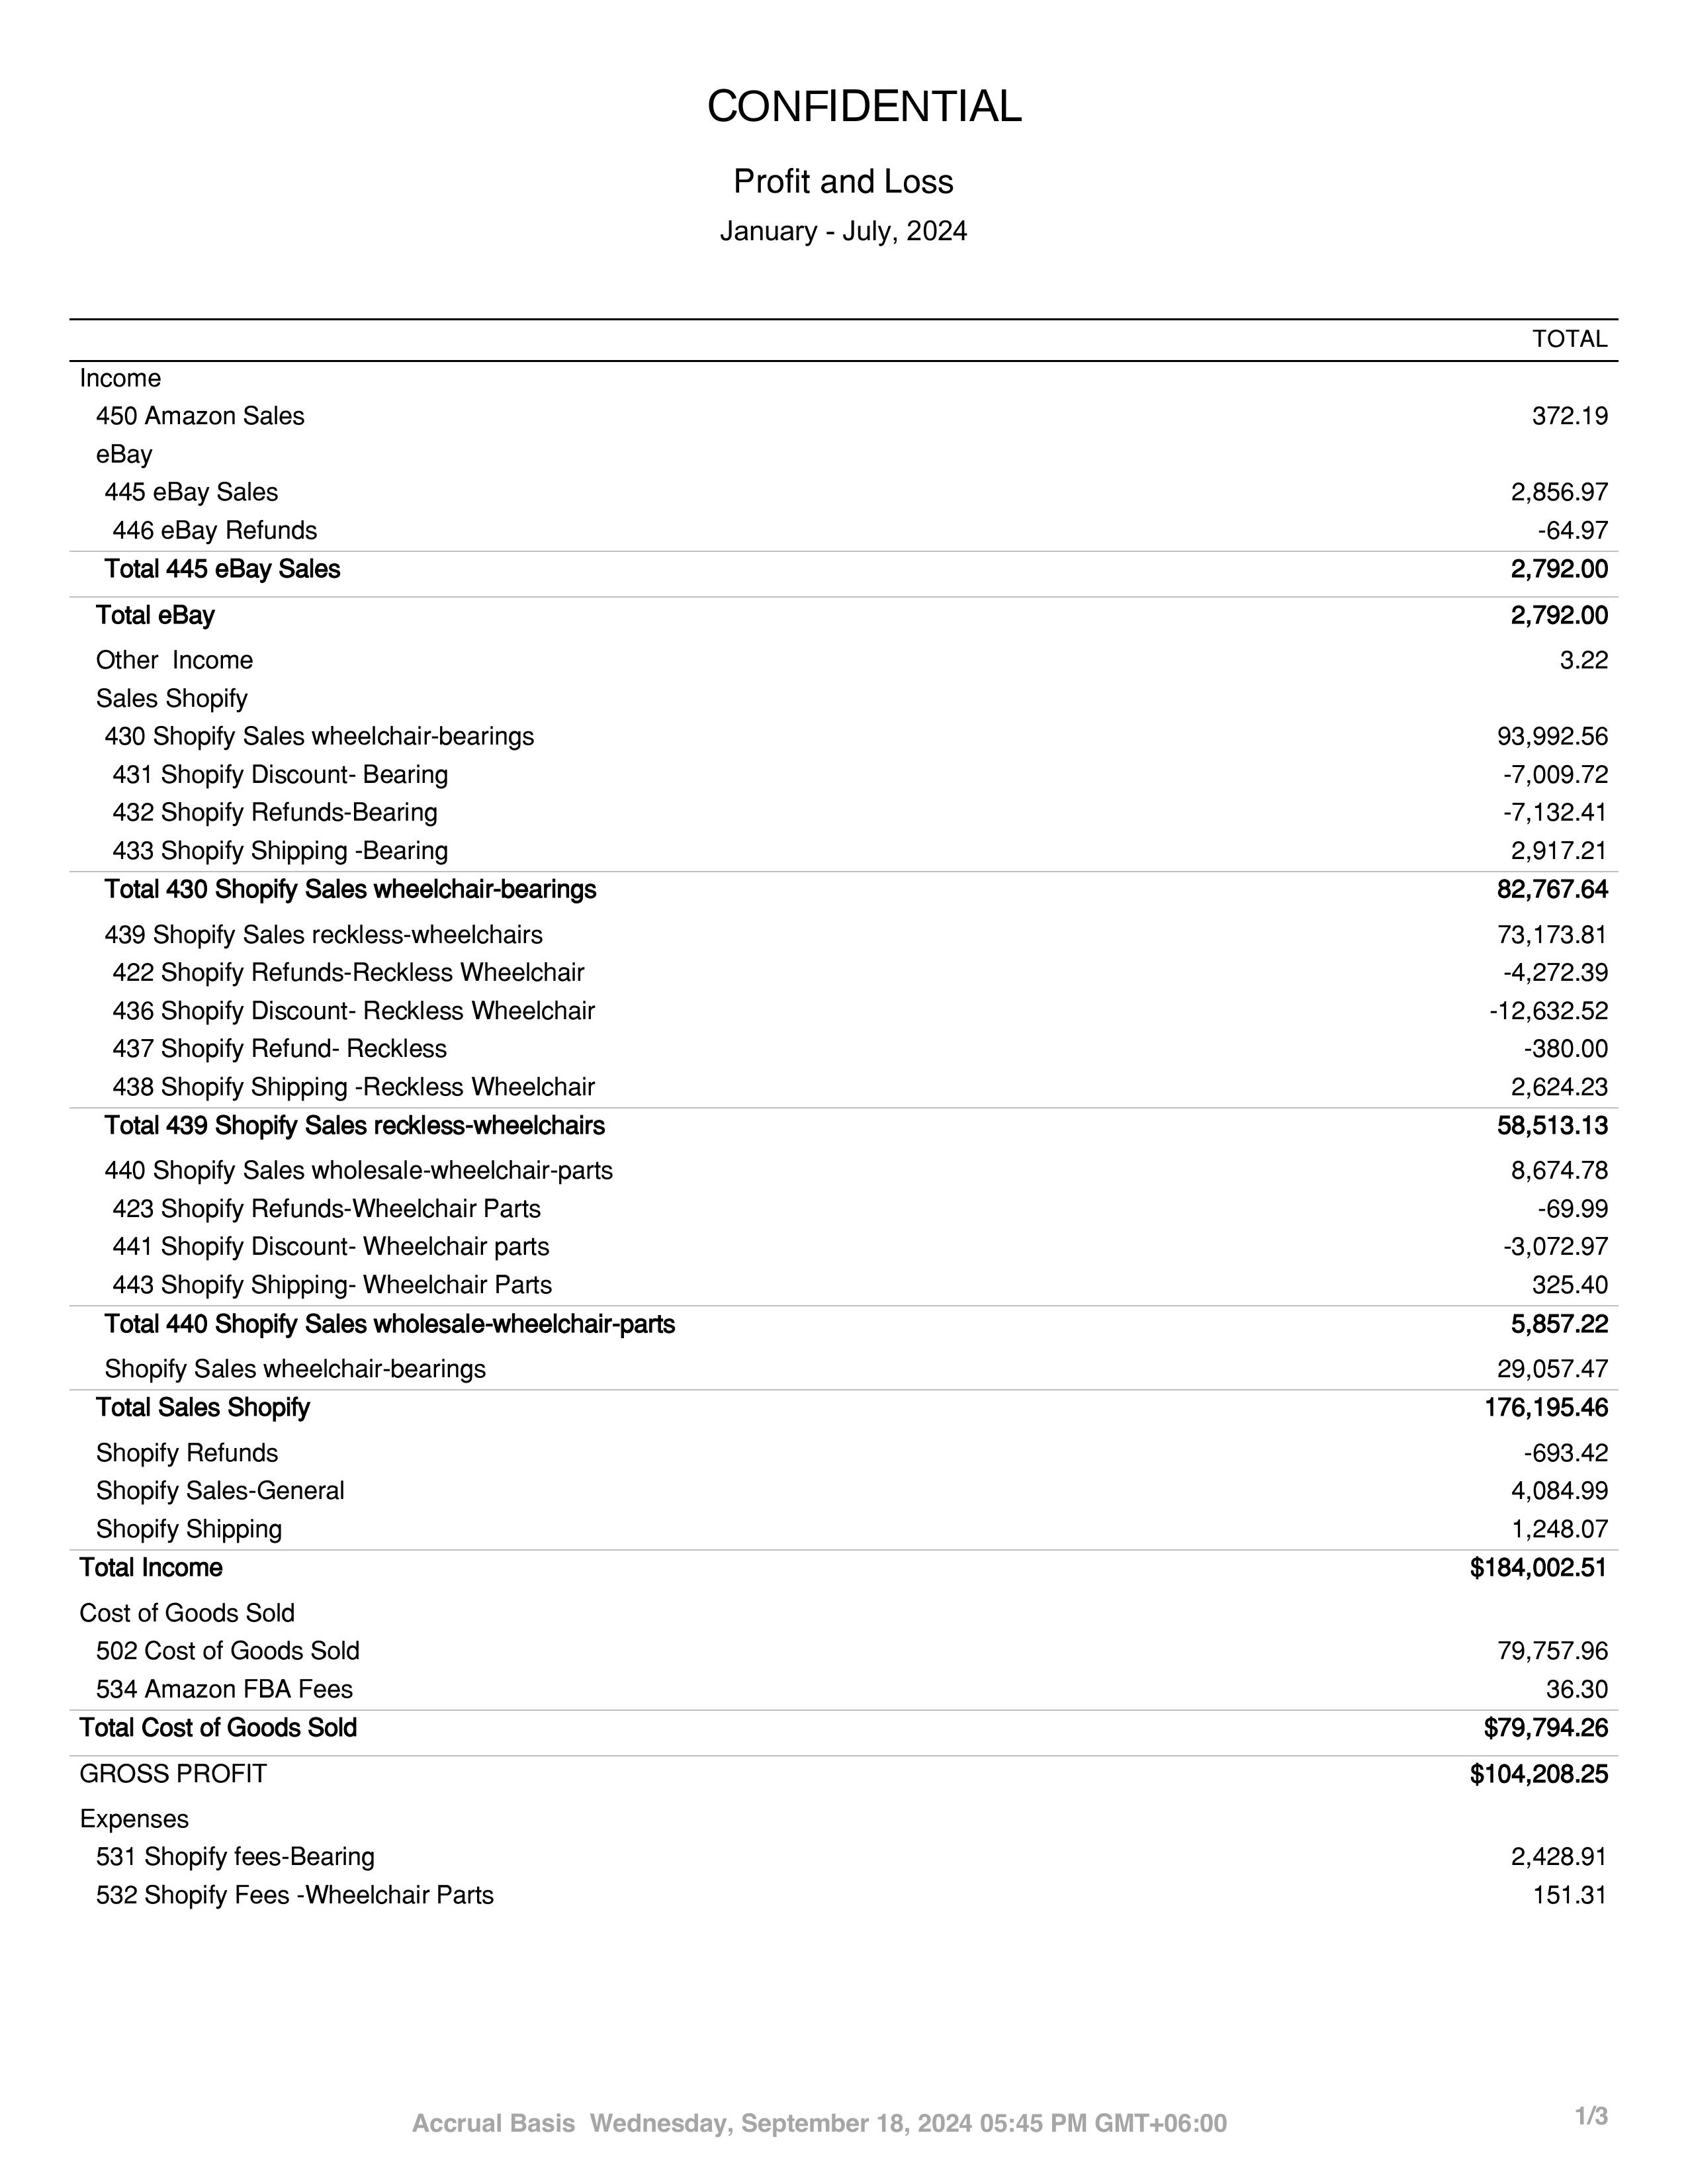 CONFIDENTIAL
Profit and Loss
January - July, 2024
TOTAL
Income
450 Amazon Sales 372.19
eBay
445 eBay Sales 2,856.97
446 eBay Refunds -64.97
Total 445 eBay Sales 2,792.00
Total eBay 2,792.00
Other Income 3.22
Sales Shopify
430 Shopify Sales wheelchair-bearings 93,992.56
431 Shopify Discount- Bearing -7,009.72
432 Shopify Refunds-Bearing -7,132.41
433 Shopify Shipping -Bearing 2,917.21
Total 430 Shopify Sales wheelchair-bearings 82,767.64
439 Shopify Sales reckless-wheelchairs 73,173.81
422 Shopify Refunds-Reckless Wheelchair -4,272.39
436 Shopify Discount- Reckless Wheelchair -12,632.52
437 Shopify Refund- Reckless -380.00
438 Shopify Shipping -Reckless Wheelchair 2,624.23
Total 439 Shopify Sales reckless-wheelchairs 58,513.13
440 Shopify Sales wholesale-wheelchair-parts 8,674.78
423 Shopify Refunds-Wheelchair Parts -69.99
441 Shopify Discount- Wheelchair parts -3,072.97
443 Shopify Shipping- Wheelchair Parts 325.40
Total 440 Shopify Sales wholesale-wheelchair-parts 5,857.22
Shopify Sales wheelchair-bearings 29,057.47
Total Sales Shopify 176,195.46
Shopify Refunds -693.42
Shopify Sales-General 4,084.99
Shopify Shipping 1,248.07
Total Income $184,002.51
Cost of Goods Sold
502 Cost of Goods Sold 79,757.96
534 Amazon FBA Fees 36.30
Total Cost of Goods Sold $79,794.26
GROSS PROFIT $104,208.25
Expenses
531 Shopify fees-Bearing 2,428.91
532 Shopify Fees -Wheelchair Parts 151.31
Accrual Basis Wednesday, September 18, 2024 05:45 PM GMT+06:00 1/3